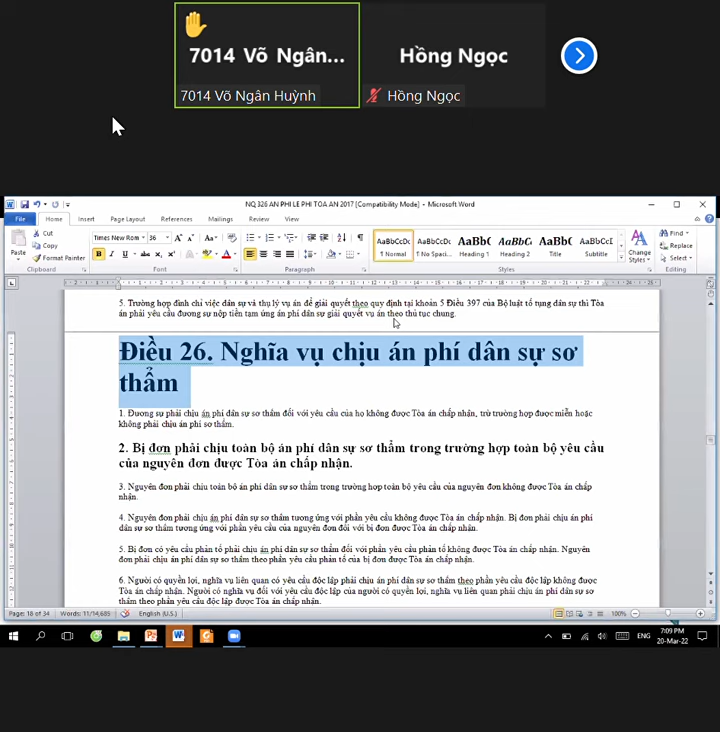 7014 Võ Ngân...
Hồng Ngọc
7014 Võ Ngân Huỳnh
Hồng Ngọc
NQ 326 AN PHI LE PHI TOA AN 2017 [Compatibility Mode] - Microsoft Word
File Home Insert Page Layout References Mailings Review View
Paste
Cut
Copy
Format Painter
Clipboard
Times New Rom 36
Font
Paragraph
AaBbCcDc AaBbCcDc AaBbC AaBbCc AaBbC AaBbCcI
¶ Normal ¶ No Spaci... Heading 1 Heading 2 Title Subtitle
Change Styles
Styles
Find
Replace
Select
Editing
5. Trường hợp đình chỉ việc dân sự và thụ lý vụ án để giải quyết theo quy định tại khoản 5 Điều 397 của Bộ luật tố tụng dân sự thì Tòa
án phải yêu cầu đương sự nộp tiền tạm ứng án phí dân sự giải quyết vụ án theo thủ tục chung.
Điều 26. Nghĩa vụ chịu án phí dân sự sơ
thẩm
1. Đương sự phải chịu án phí dân sự sơ thẩm đối với yêu cầu của họ không được Tòa án chấp nhận, trừ trường hợp được miễn hoặc
không phải chịu án phí sơ thẩm.
2. Bị đơn phải chịu toàn bộ án phí dân sự sơ thẩm trong trường hợp toàn bộ yêu cầu
của nguyên đơn được Tòa án chấp nhận.
3. Nguyên đơn phải chịu toàn bộ án phí dân sự sơ thẩm trong trường hợp toàn bộ yêu cầu của nguyên đơn không được Tòa án chấp
nhận.
4. Nguyên đơn phải chịu án phí dân sự sơ thẩm tương ứng với phần yêu cầu không được Tòa án chấp nhận. Bị đơn phải chịu án phí
dân sự sơ thẩm tương ứng với phần yêu cầu của nguyên đơn đối với bị đơn được Tòa án chấp nhận.
5. Bị đơn có yêu cầu phản tố phải chịu án phí dân sự sơ thẩm đối với phần yêu cầu phản tố không được Tòa án chấp nhận. Nguyên
đơn phải chịu án phí dân sự sơ thẩm theo phần yêu cầu phản tố của bị đơn được Tòa án chấp nhận.
6. Người có quyền lợi, nghĩa vụ liên quan có yêu cầu độc lập phải chịu án phí dân sự sơ thẩm theo phần yêu cầu độc lập không được
Tòa án chấp nhận. Người có nghĩa vụ đối với yêu cầu độc lập của người có quyền lợi, nghĩa vụ liên quan phải chịu án phí dân sự sơ
thẩm theo phần yêu cầu độc lập được Tòa án chấp nhận.
Page: 18 of 34 Words: 11/14,685 English (U.S.) 100%
ENG
7:09 PM
20-Mar-22